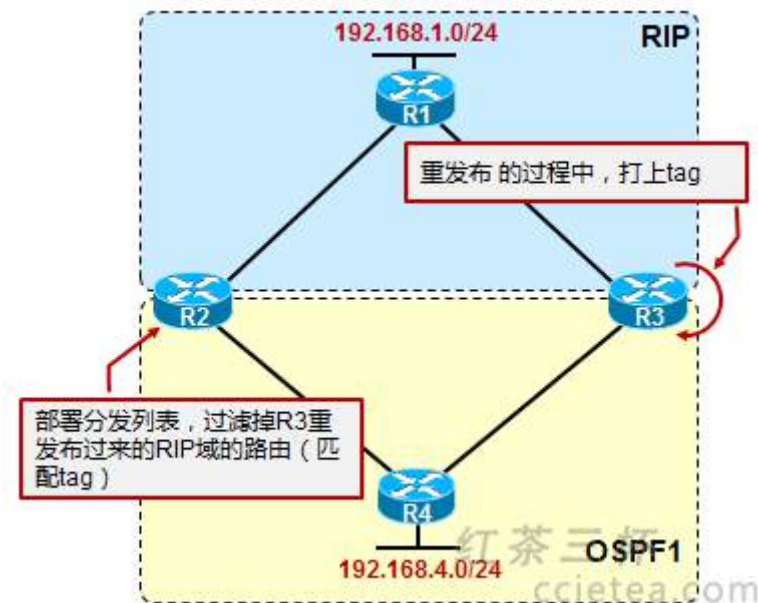 192.168.1.0/24
RIP
R1
重发布 的过程中，打上tag
R2
R3
部署分发列表，过滤掉R3重
发布过来的RIP域的路由（匹
配tag）
R4
192.168.4.0/24
OSPF1
红茶三杯
ccietea.com